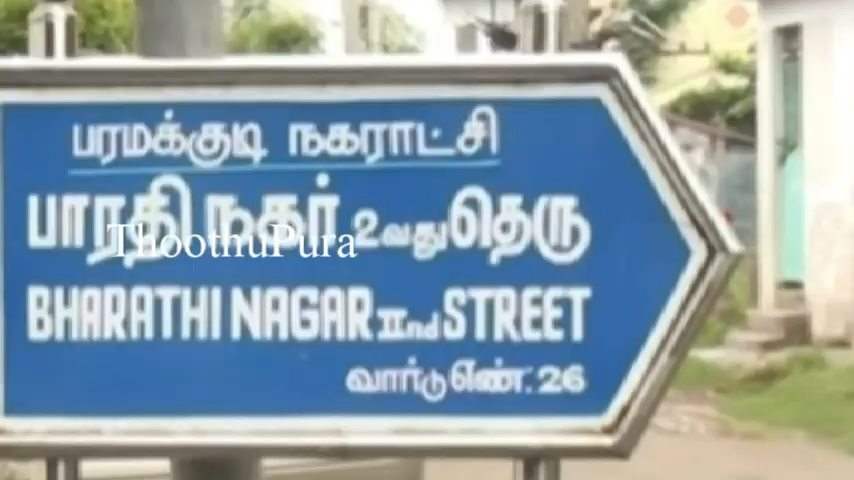 பரமக்குடி நகராட்சி
பாரதி நகர் 2வது தெரு
ThoothuPura
BHARATHI NAGAR IInd STREET
வார்டு எண். 26